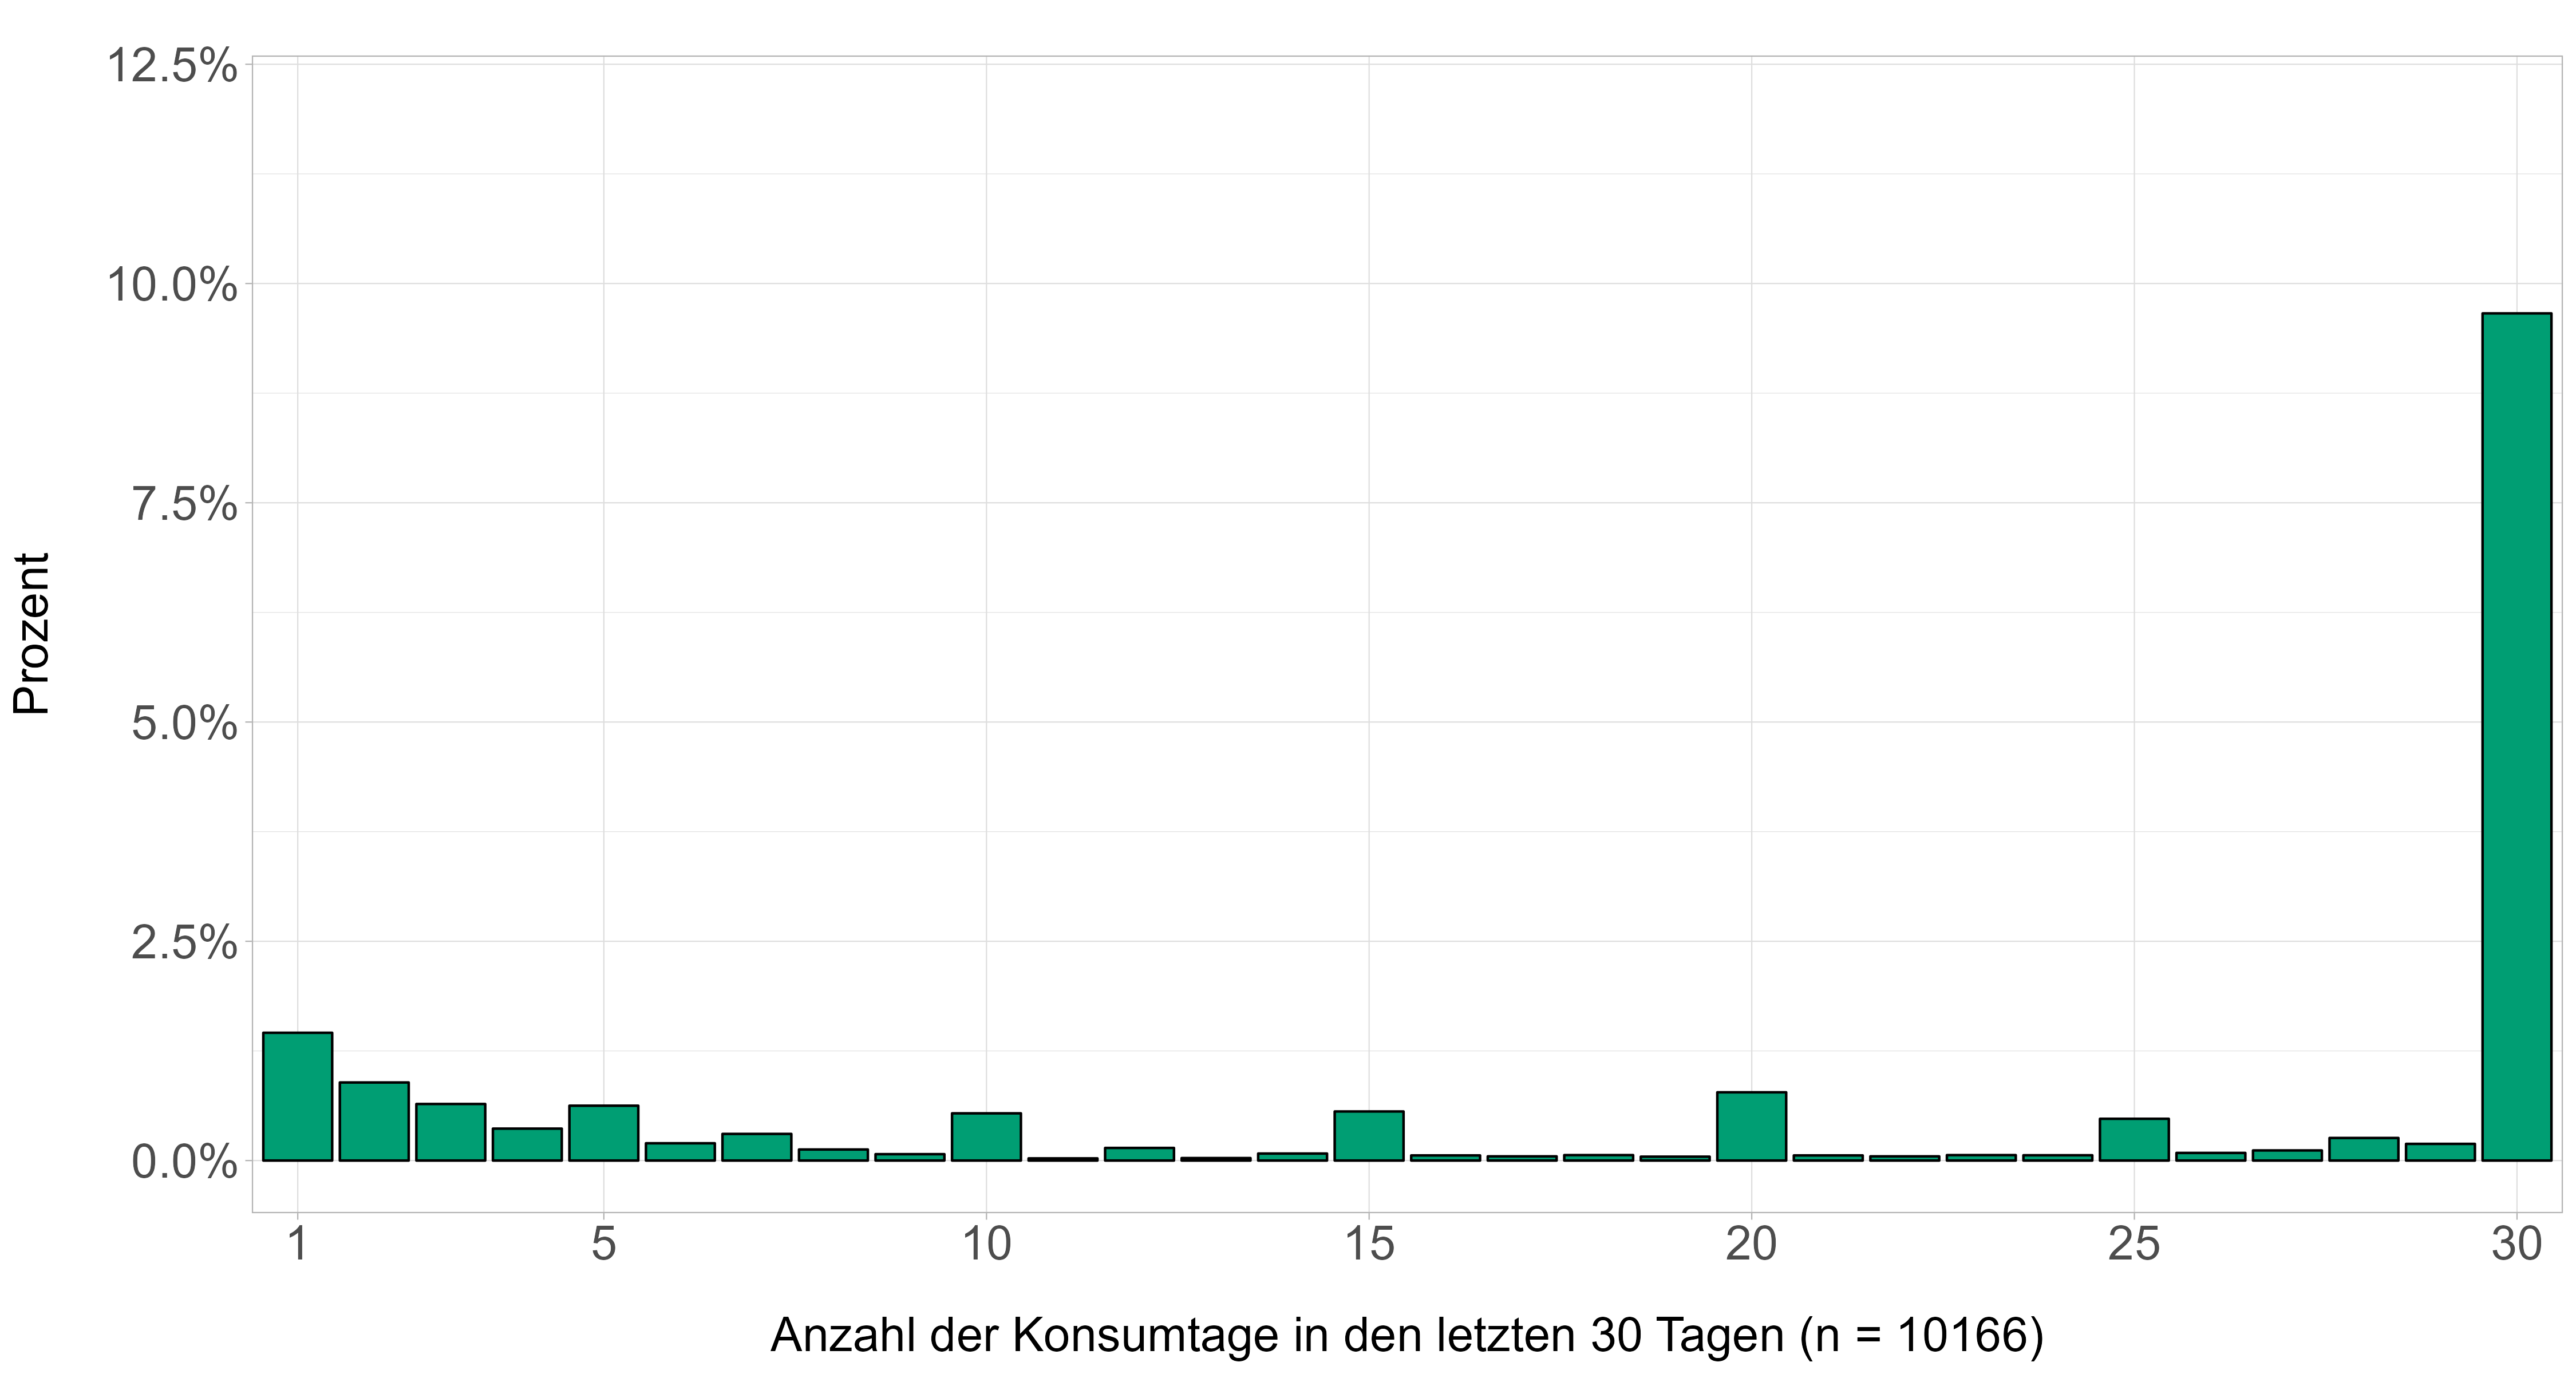 12.5%
10.0%
7.5%
5.0%
2.5%
0.0%
Prozent
1 5 10 15 20 25 30
Anzahl der Konsumtage in den letzten 30 Tagen (n = 10166)